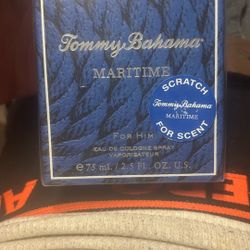 Tommy Bahama
MARITIME
SCRATCH
Tommy Bahama
MARITIME
FOR SCENT
FOR HIM
EAU DE COLOGNE SPRAY
VAPORISATEUR
℮ 75 mL / 2.5 FL. OZ. U.S.